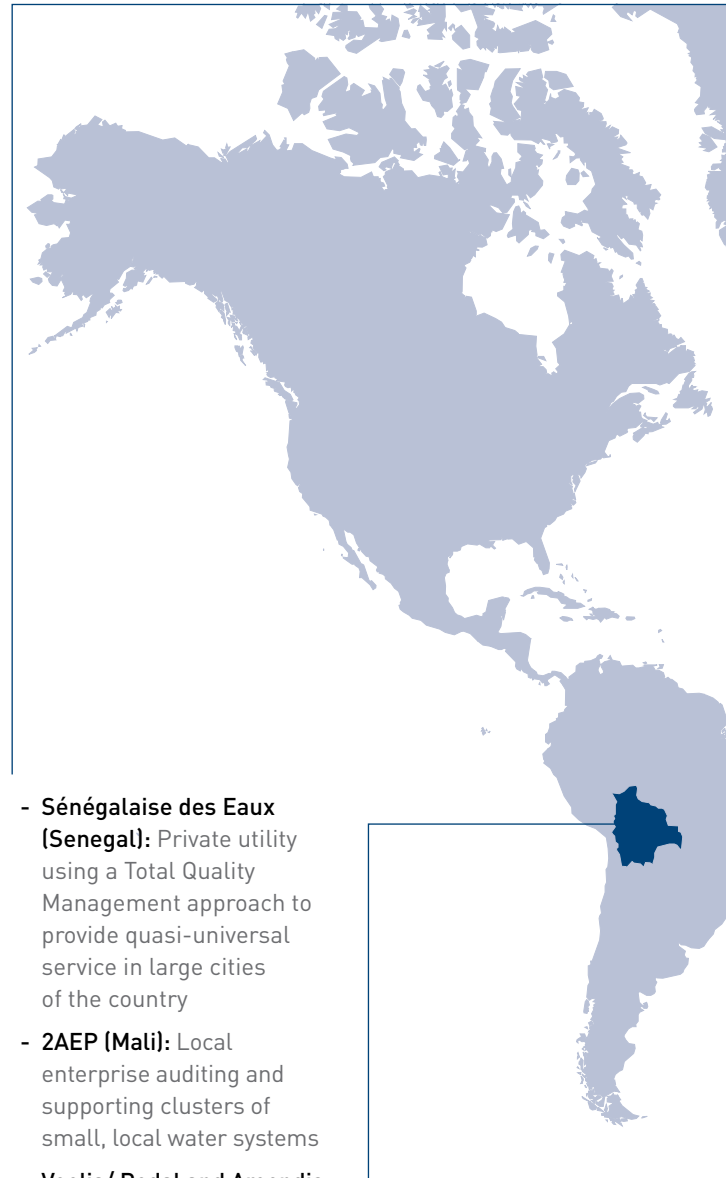 - Sénégalaise des Eaux
(Senegal): Private utility
using a Total Quality
Management approach to
provide quasi-universal
service in large cities
of the country
- 2AEP (Mali): Local
enterprise auditing and
supporting clusters of
small, local water systems